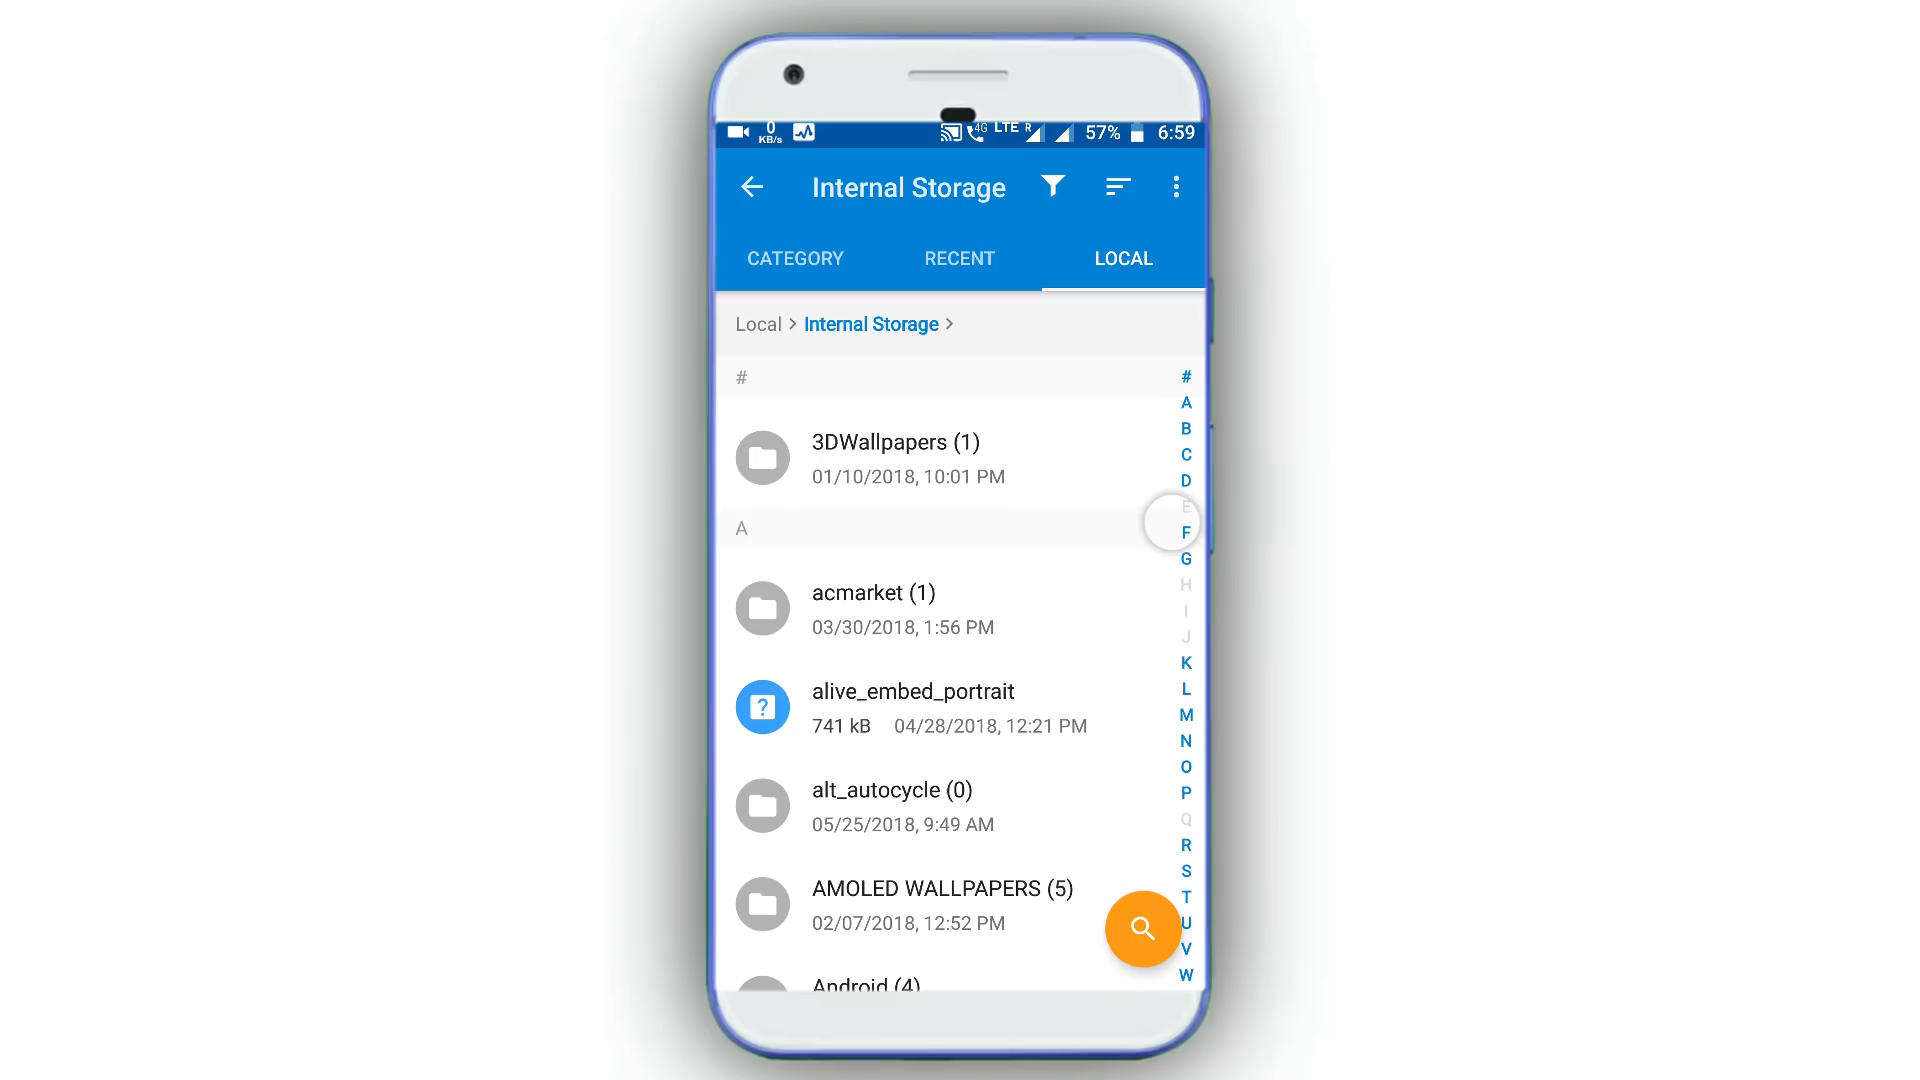 0 KB/s 4G LTE R 57% 6:59
Internal Storage
CATEGORY RECENT LOCAL
Local > Internal Storage >
#
3DWallpapers (1)
01/10/2018, 10:01 PM
A
acmarket (1)
03/30/2018, 1:56 PM
alive_embed_portrait
741 kB 04/28/2018, 12:21 PM
alt_autocycle (0)
05/25/2018, 9:49 AM
AMOLED WALLPAPERS (5)
02/07/2018, 12:52 PM
Android (4)
#
A
B
C
D
E
F
G
H
I
J
K
L
M
N
O
P
Q
R
S
T
U
V
W